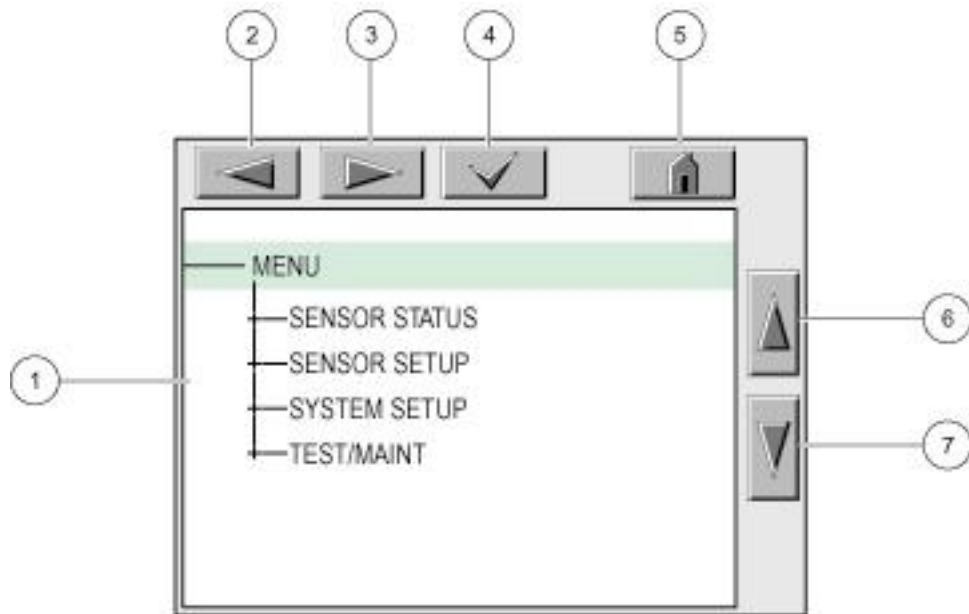 2 3 4 5
MENU
SENSOR STATUS
6
SENSOR SETUP
1
SYSTEM SETUP
7
TEST/MAINT